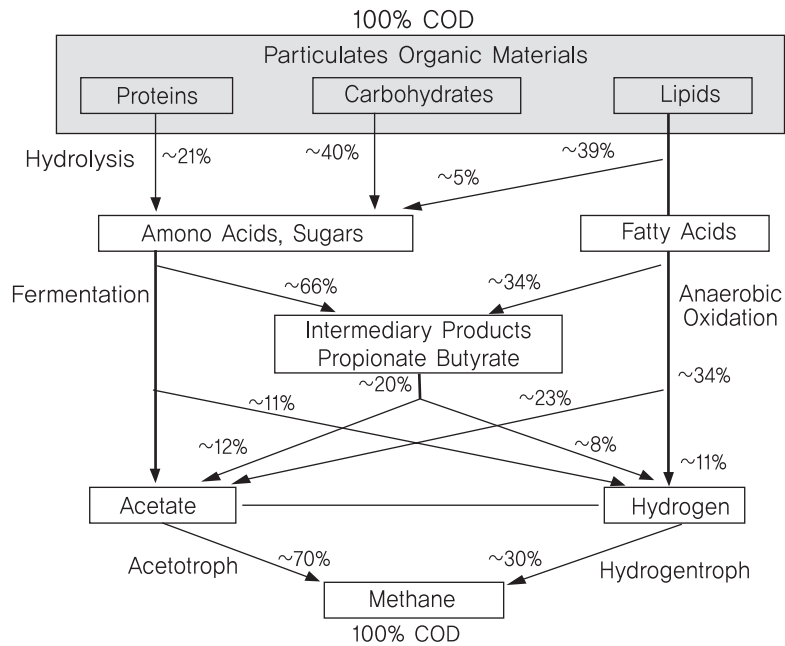 100% COD
Particulates Organic Materials
Proteins
Carbohydrates
Lipids
Hydrolysis
~21%
~40%
~39%
~5%
Amono Acids, Sugars
Fatty Acids
Fermentation
~66%
~34%
Anaerobic
Oxidation
Intermediary Products
Propionate Butyrate
~20%
~34%
~11%
~23%
~12%
~8%
~11%
Acetate
Hydrogen
Acetotroph
~70%
~30%
Hydrogentroph
Methane
100% COD